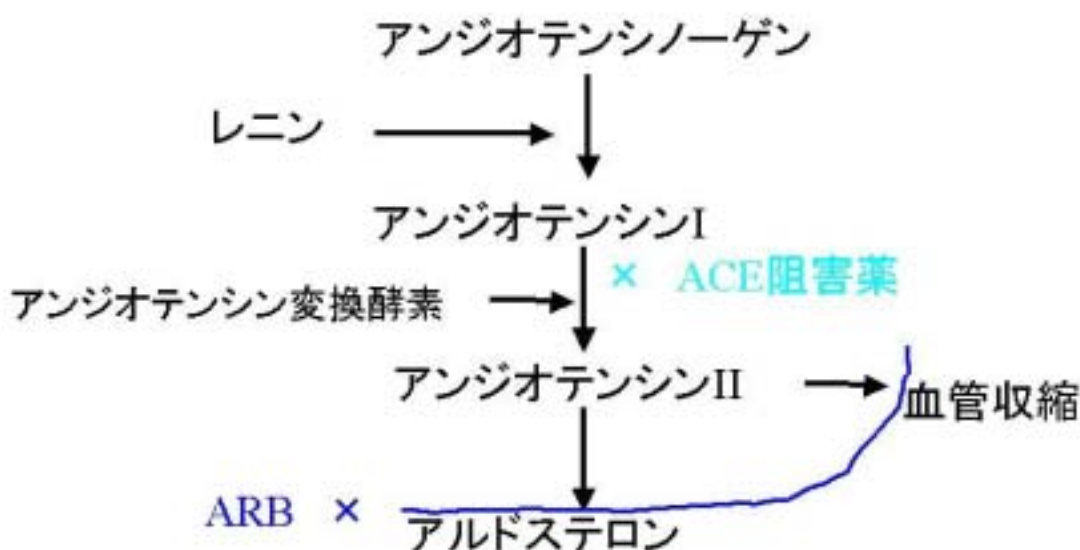 アンジオテンシノーゲン
レニン
アンジオテンシンI
× ACE阻害薬
アンジオテンシン変換酵素
アンジオテンシンII
血管収縮
ARB ×
アルドステロン